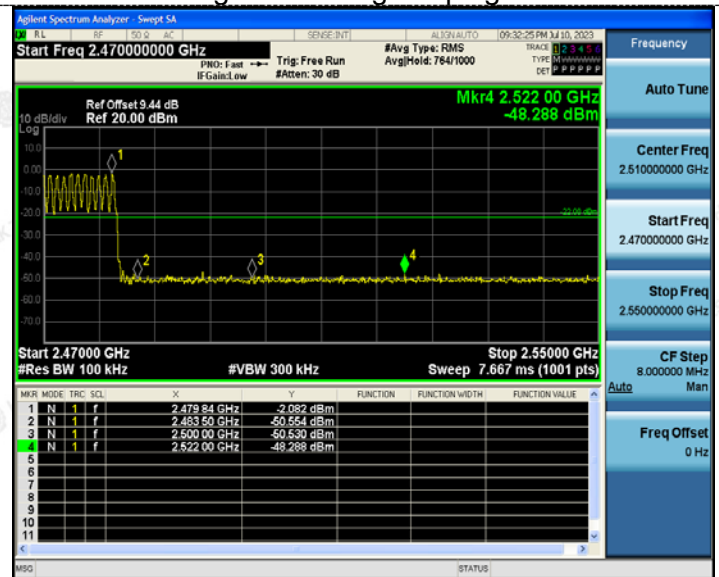 Agilent Spectrum Analyzer - Swept SA
RL RF 50 Ω AC SENSE:INT ALIGNAUTO 09:32:25 PM Jul 10, 2023
Start Freq 2.470000000 GHz
PNO: Fast
IFGain:Low
Trig: Free Run
#Atten: 30 dB
#Avg Type: RMS
Avg|Hold: 764/1000
TRACE 1 2 3 4 5 6
TYPE MWWWWW
DET P P P P P P
Ref Offset 9.44 dB
10 dB/div Ref 20.00 dBm
Log
Mkr4 2.522 00 GHz
-48.288 dBm
10.0
0.00
-10.0
-20.0
-30.0
-40.0
-50.0
-60.0
-70.0
1
2
3
4
-22.08 dBm
Start 2.47000 GHz Stop 2.55000 GHz
#Res BW 100 kHz #VBW 300 kHz Sweep 7.667 ms (1001 pts)
MKR MODE TRC SCL X Y FUNCTION FUNCTION WIDTH FUNCTION VALUE
1 N 1 f 2.479 84 GHz -2.082 dBm
2 N 1 f 2.483 50 GHz -50.554 dBm
3 N 1 f 2.500 00 GHz -50.530 dBm
4 N 1 f 2.522 00 GHz -48.288 dBm
5
6
7
8
9
10
11
MSG STATUS
Frequency
Auto Tune
Center Freq
2.510000000 GHz
Start Freq
2.470000000 GHz
Stop Freq
2.550000000 GHz
CF Step
8.000000 MHz
Auto Man
Freq Offset
0 Hz